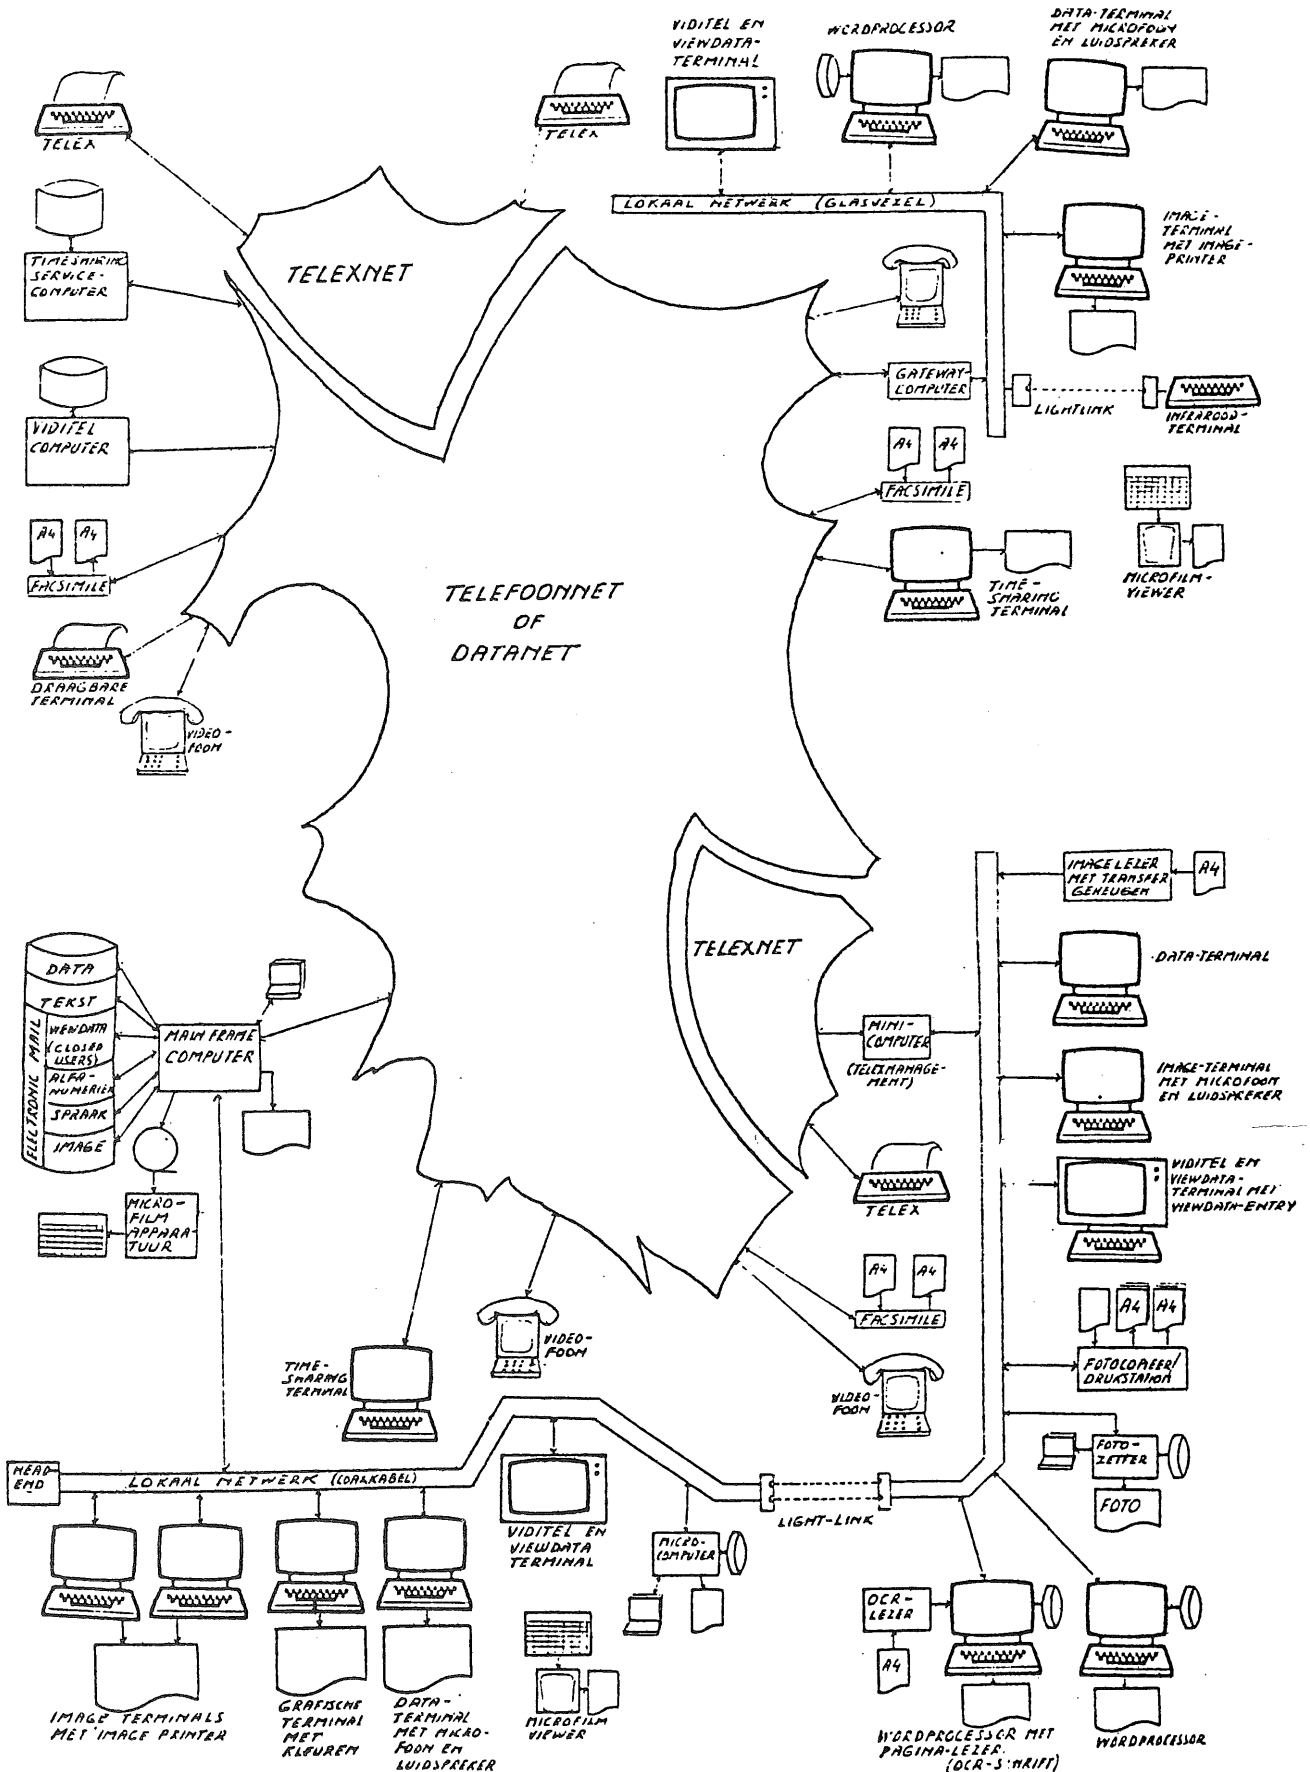 VIDITEL EN
VIEWDATA-
TERMINAL
WORDPROCESSOR
DATA-TERMINAL
MET MICROFOON
EN LUIDSPREKER
TELEX
TELEX
LOKAAL NETWERK (GLASVEZEL)
IMAGE-
TERMINAL
MET IMAGE-
PRINTER
TIMESHARING
SERVICE-
COMPUTER
TELEXNET
GATEWAY-
COMPUTER
LIGHTLINK
INFRAROOD-
TERMINAL
VIDITEL
COMPUTER
A4
A4
FACSIMILE
A4
A4
FACSIMILE
TIME-
SHARING
TERMINAL
MICROFILM-
VIEWER
TELEFOONNET
OF
DATANET
DRAAGBARE
TERMINAL
VIDEO-
FOON
IMAGE LEZER
MET TRANSFER
GEHEUGEN
A4
TELEXNET
DATA-TERMINAL
DATA
TEKST
ELECTRONIC MAIL
VIEWDATA
(CLOSED
USERS)
ALFA-
NUMERIEK
SPRAAK
IMAGE
MAINFRAME
COMPUTER
MINI-
COMPUTER
(TELEXMANAGE-
MENT)
IMAGE-TERMINAL
MET MICROFOON
EN LUIDSPREKER
MICRO-
FILM
APPARA-
TUUR
TELEX
VIDITEL EN
VIEWDATA-
TERMINAL MET
VIEWDATA-ENTRY
A4
A4
FACSIMILE
A4
A4
FOTOCOPIEER/
DRUKSTATION
VIDEO-
FOON
TIME-
SHARING
TERMINAL
VIDEO-
FOON
FOTO-
ZETTER
FOTO
HEAD
END
LOKAAL NETWERK (COAXKABEL)
LIGHT-LINK
VIDITEL EN
VIEWDATA
TERMINAL
MICRO-
COMPUTER
OCR-
LEZER
A4
IMAGE TERMINALS
MET IMAGE PRINTER
GRAFISCHE
TERMINAL
MET
KLEUREN
DATA-
TERMINAL
MET MICRO-
FOON EN
LUIDSPREKER
MICROFILM
VIEWER
WORDPROCESSOR MET
PAGINA-LEZER.
(OCR-SCHRIFT)
WORDPROCESSOR